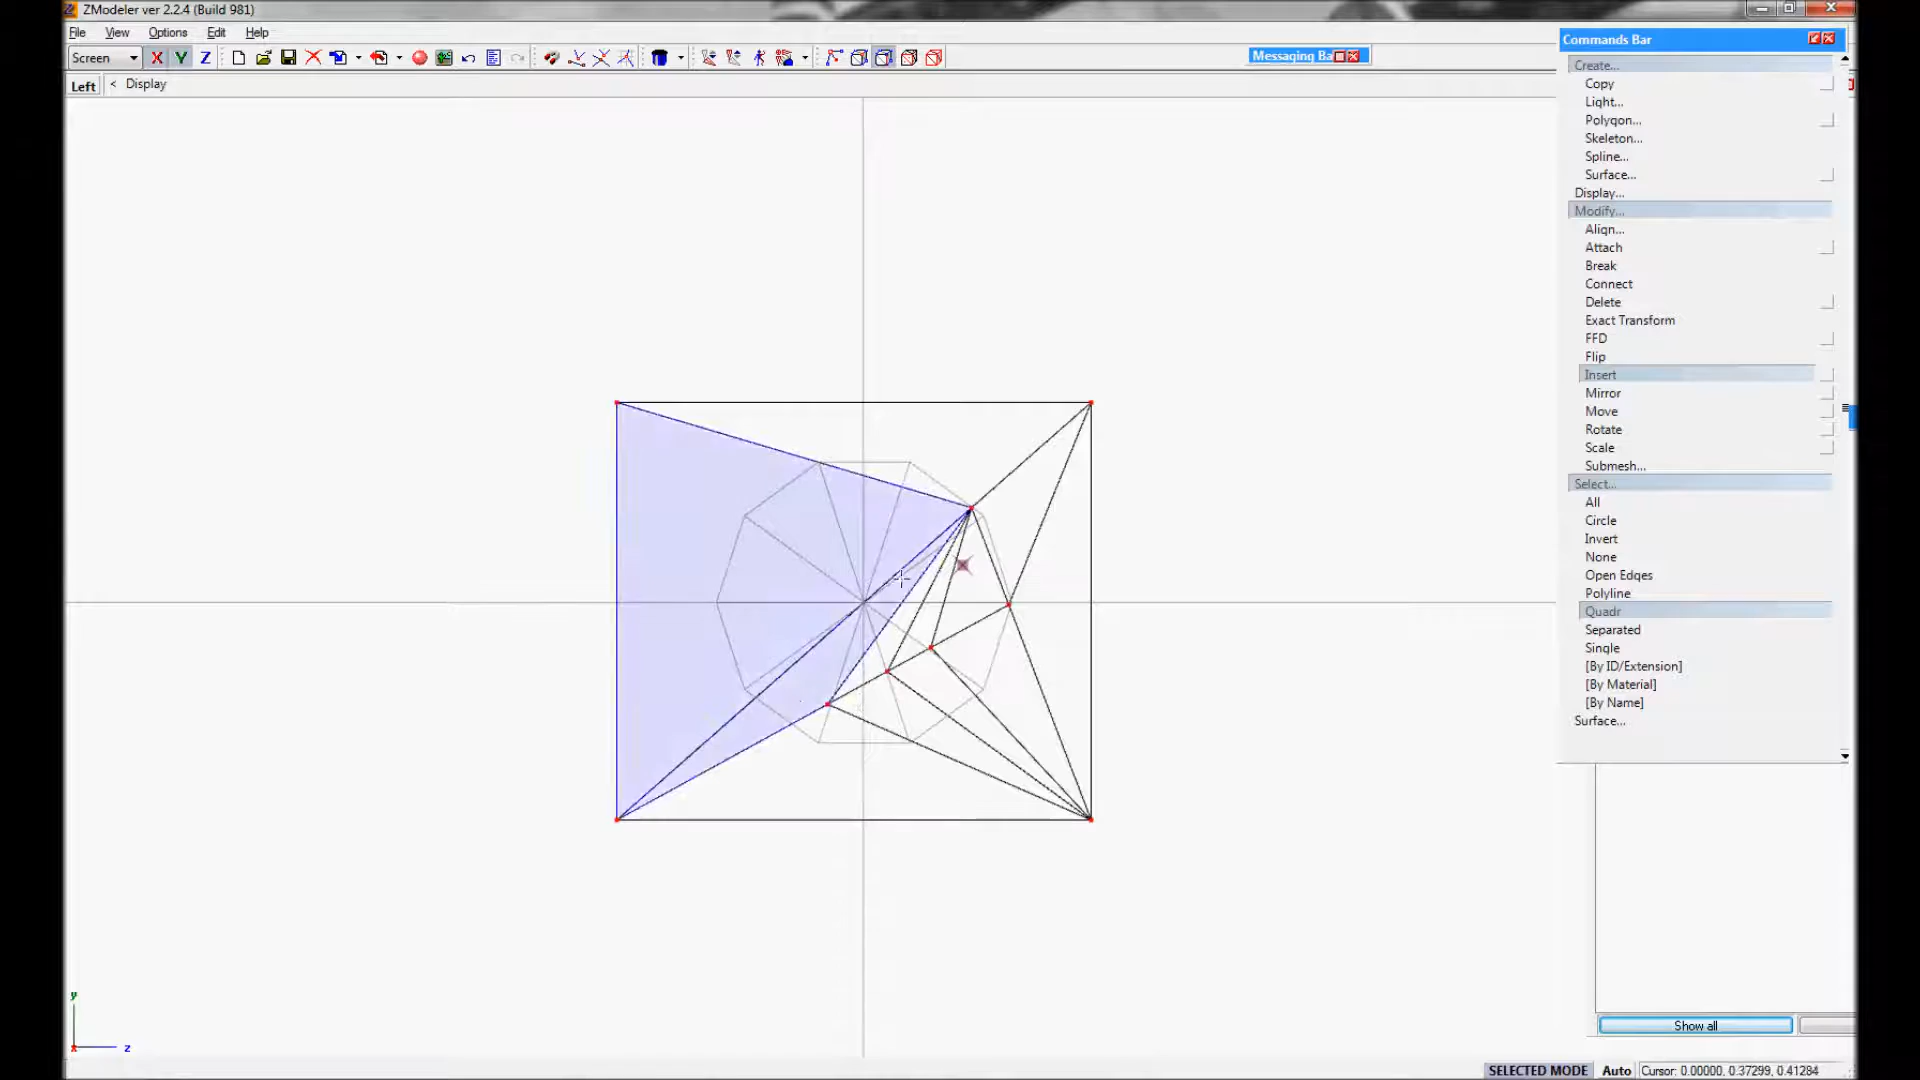 ZModeler ver 2.2.4 (Build 981)
File View Options Edit Help
Screen X Y Z
Messaging Ba
Commands Bar
Left < Display
Create...
Copy
Light...
Polygon...
Skeleton...
Spline...
Surface...
Display...
Modify...
Align...
Attach
Break
Connect
Delete
Exact Transform
FFD
Flip
Insert
Mirror
Move
Rotate
Scale
Submesh...
Select...
All
Circle
Invert
None
Open Edges
Polyline
Quadr
Separated
Single
[By ID/Extension]
[By Material]
[By Name]
Surface...
y
x z
Show all
SELECTED MODE Auto Cursor: 0.00000, 0.37299, 0.41284